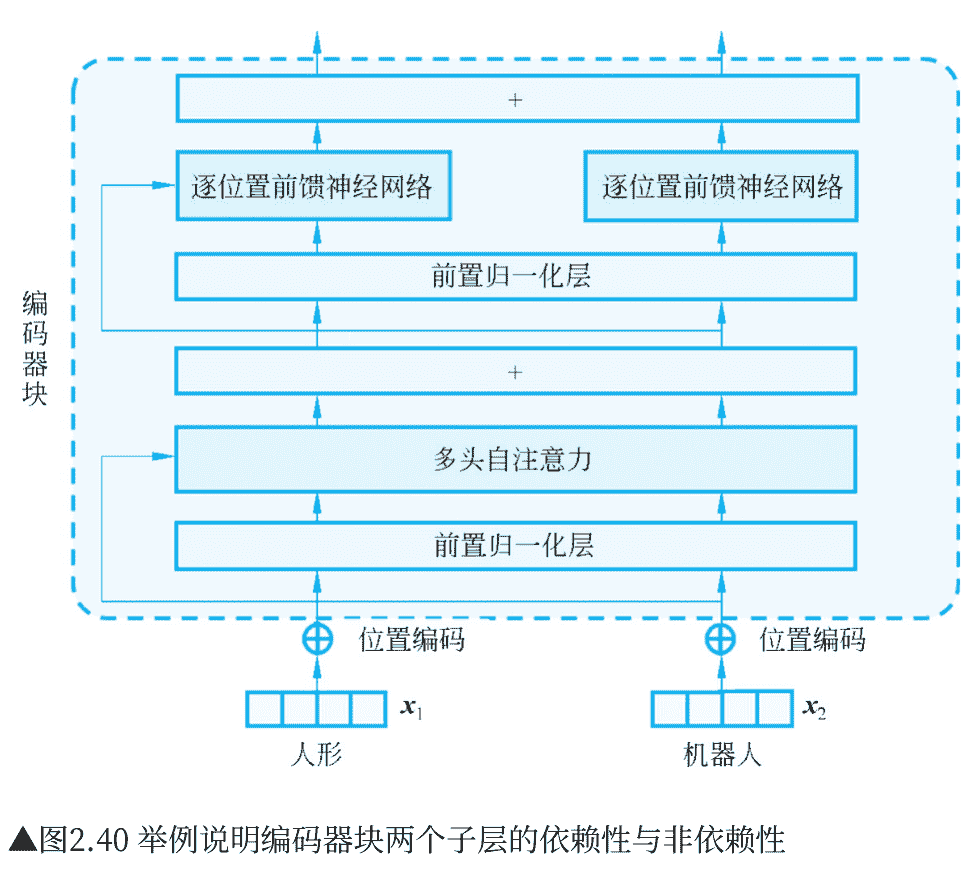 +
逐位置前馈神经网络 逐位置前馈神经网络
前置归一化层
编码器块
+
多头自注意力
前置归一化层
位置编码 位置编码
x₁ x₂
人形 机器人
▲图2.40 举例说明编码器块两个子层的依赖性与非依赖性